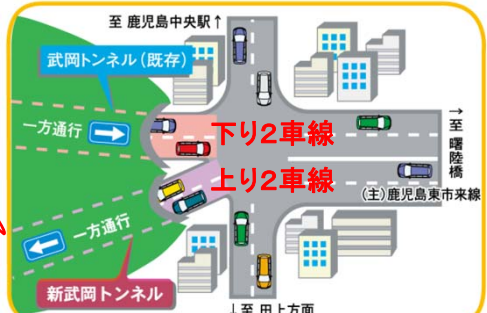 至 鹿児島中央駅↑
武岡トンネル(既存)
一方通行
下り2車線
上り2車線
↑至 曙陸橋
(主)鹿児島東市来線
一方通行
新武岡トンネル
↓至 田上方面